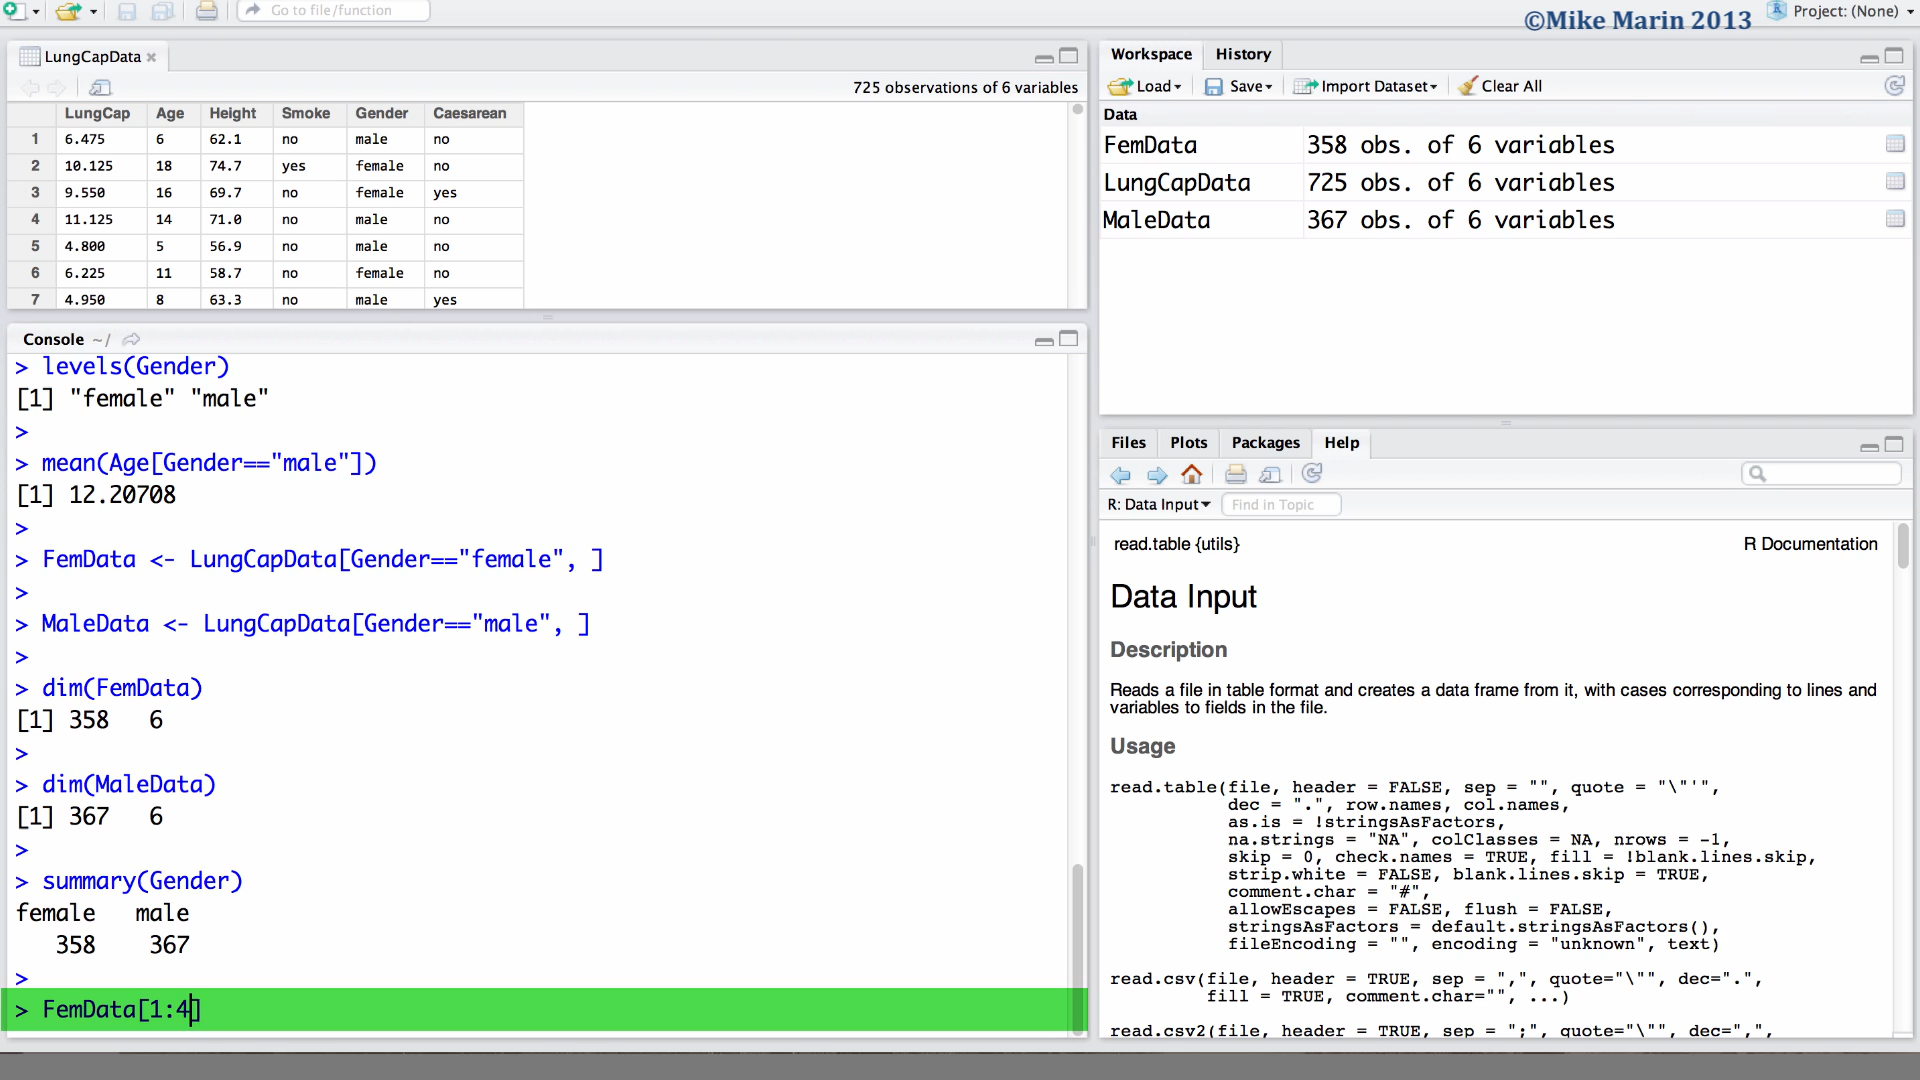 Go to file/function
©Mike Marin 2013
Project: (None)
LungCapData
725 observations of 6 variables
LungCap Age Height Smoke Gender Caesarean
1 6.475 6 62.1 no male no
2 10.125 18 74.7 yes female no
3 9.550 16 69.7 no female yes
4 11.125 14 71.0 no male no
5 4.800 5 56.9 no male no
6 6.225 11 58.7 no female no
7 4.950 8 63.3 no male yes
Console ~/
> levels(Gender)
[1] "female" "male"
>
> mean(Age[Gender=="male"])
[1] 12.20708
>
> FemData <- LungCapData[Gender=="female", ]
>
> MaleData <- LungCapData[Gender=="male", ]
>
> dim(FemData)
[1] 358 6
>
> dim(MaleData)
[1] 367 6
>
> summary(Gender)
female male
358 367
>
> FemData[1:4]
Workspace History
Load Save Import Dataset Clear All
Data
FemData 358 obs. of 6 variables
LungCapData 725 obs. of 6 variables
MaleData 367 obs. of 6 variables
Files Plots Packages Help
R: Data Input Find in Topic
read.table {utils} R Documentation
Data Input
Description
Reads a file in table format and creates a data frame from it, with cases corresponding to lines and
variables to fields in the file.
Usage
read.table(file, header = FALSE, sep = "", quote = "\"'",
dec = ".", row.names, col.names,
as.is = !stringsAsFactors,
na.strings = "NA", colClasses = NA, nrows = -1,
skip = 0, check.names = TRUE, fill = !blank.lines.skip,
strip.white = FALSE, blank.lines.skip = TRUE,
comment.char = "#",
allowEscapes = FALSE, flush = FALSE,
stringsAsFactors = default.stringsAsFactors(),
fileEncoding = "", encoding = "unknown", text)
read.csv(file, header = TRUE, sep = ",", quote="\"", dec=".",
fill = TRUE, comment.char="", ...)
read.csv2(file, header = TRUE, sep = ";", quote="\"", dec=",",